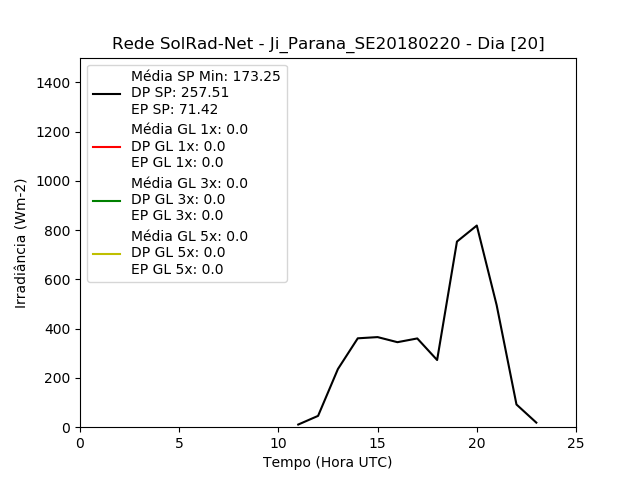 Rede SolRad-Net - Ji_Parana_SE20180220 - Dia [20]
1400
1200
1000
800
600
400
200
0
Irradiância (Wm-2)
Média SP Min: 173.25
DP SP: 257.51
EP SP: 71.42
Média GL 1x: 0.0
DP GL 1x: 0.0
EP GL 1x: 0.0
Média GL 3x: 0.0
DP GL 3x: 0.0
EP GL 3x: 0.0
Média GL 5x: 0.0
DP GL 5x: 0.0
EP GL 5x: 0.0
0 5 10 15 20 25
Tempo (Hora UTC)